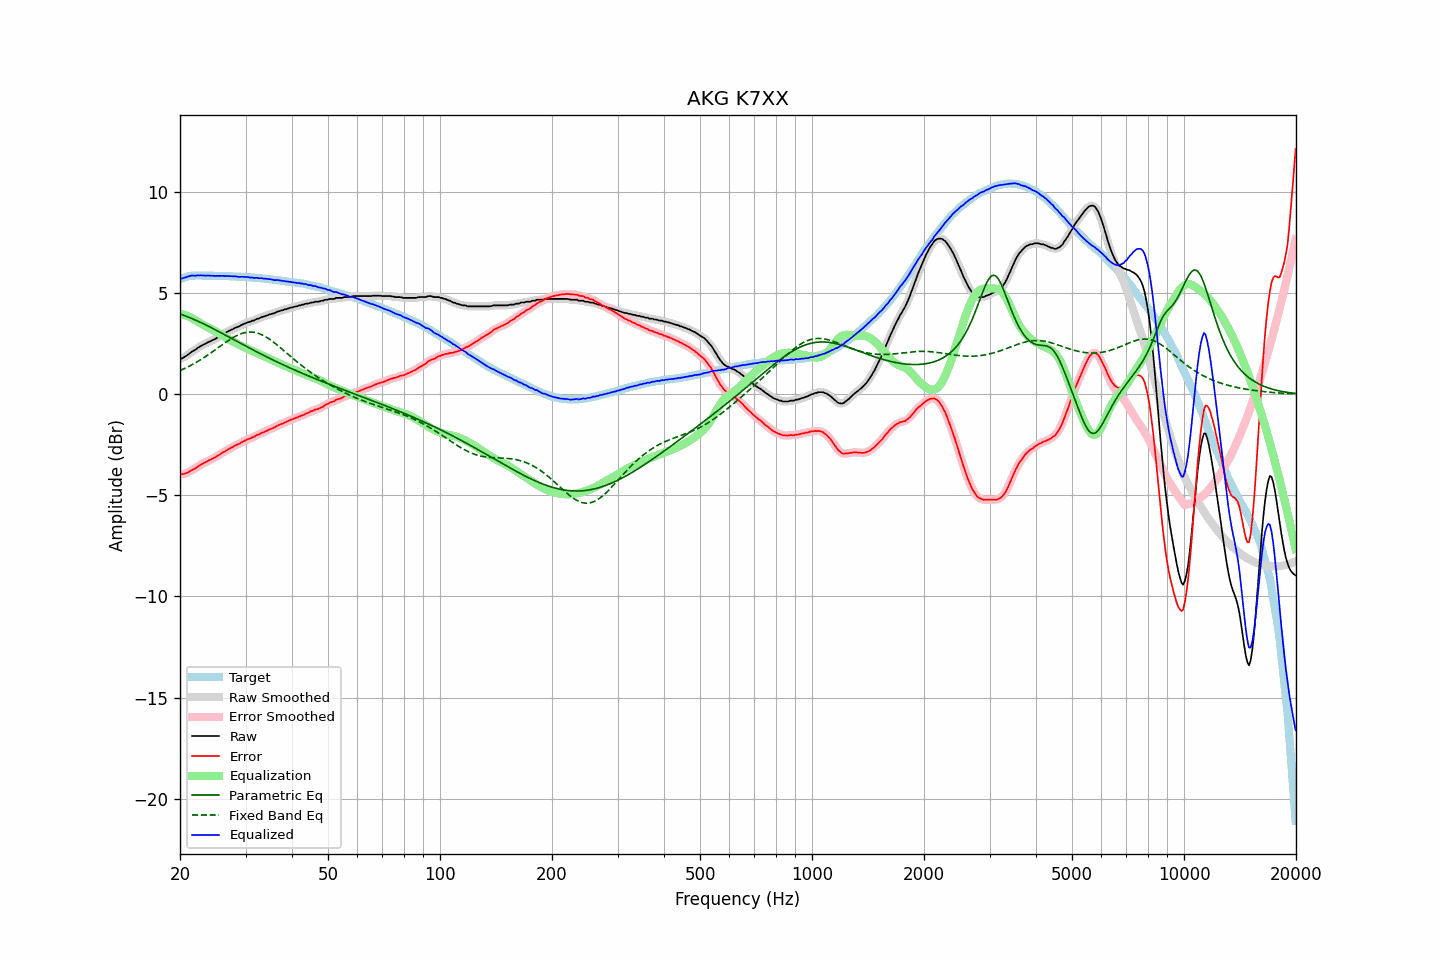 AKG K7XX
Amplitude (dBr)
10
5
0
−5
−10
−15
−20
Target
Raw Smoothed
Error Smoothed
Raw
Error
Equalization
Parametric Eq
Fixed Band Eq
Equalized
20
50
100
200
500
1000
2000
5000
10000
20000
Frequency (Hz)